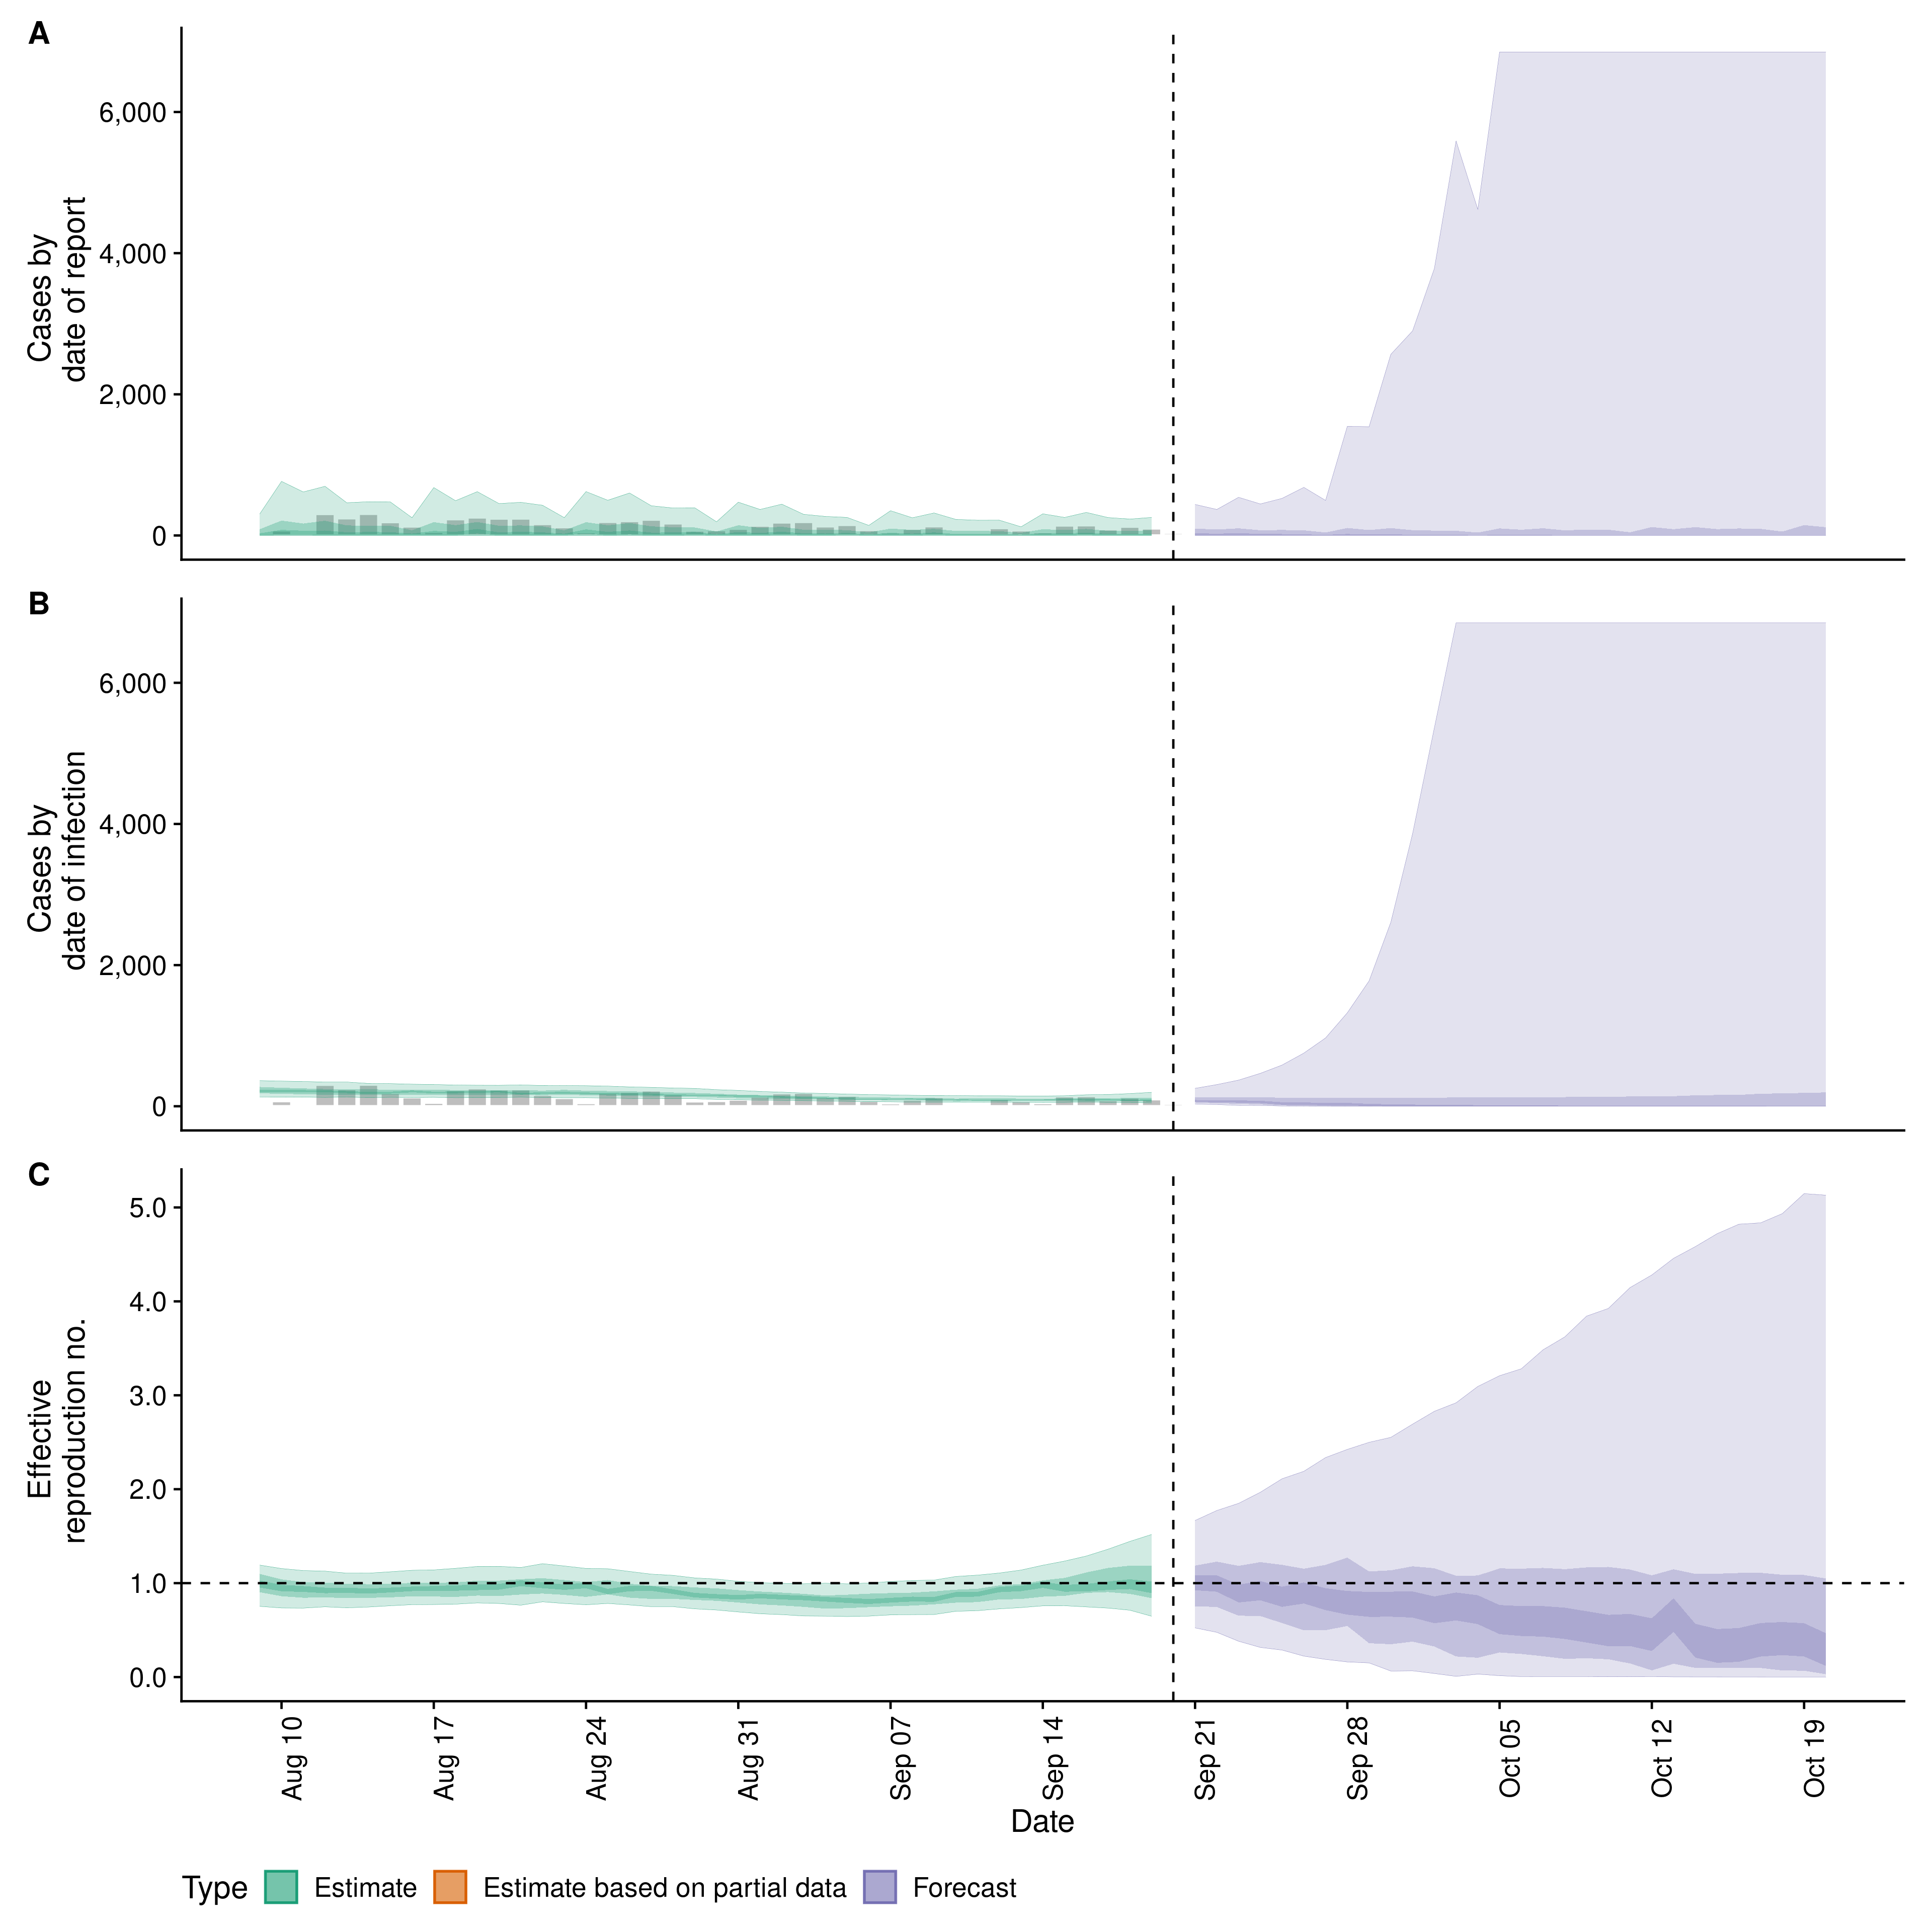 A
Cases by
date of report
6,000
4,000
2,000
0
B
Cases by
date of infection
6,000
4,000
2,000
0
C
Effective
reproduction no.
5.0
4.0
3.0
2.0
1.0
0.0
Aug 10
Aug 17
Aug 24
Aug 31
Sep 07
Sep 14
Sep 21
Sep 28
Oct 05
Oct 12
Oct 19
Date
Type Estimate Estimate based on partial data Forecast